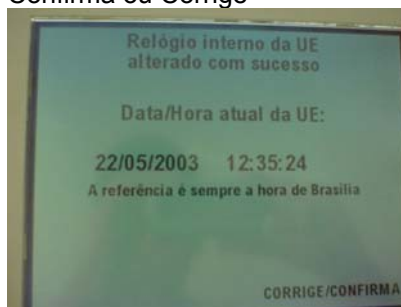 Confirma ou Corrige
Relógio interno da UE
alterado com sucesso
Data/Hora atual da UE:
22/05/2003 12:35:24
A referência é sempre a hora de Brasília
CORRIGE/CONFIRMA